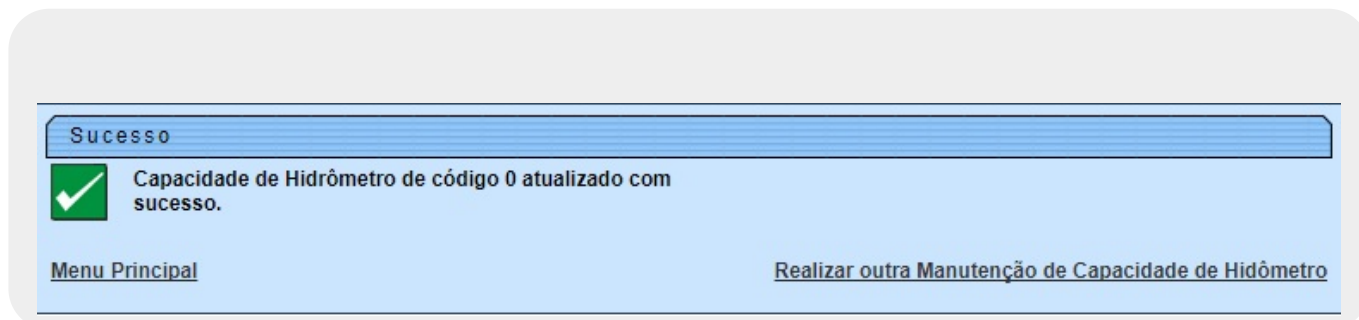 Sucesso
Capacidade de Hidrômetro de código 0 atualizado com
sucesso.
Menu Principal
Realizar outra Manutenção de Capacidade de Hidômetro